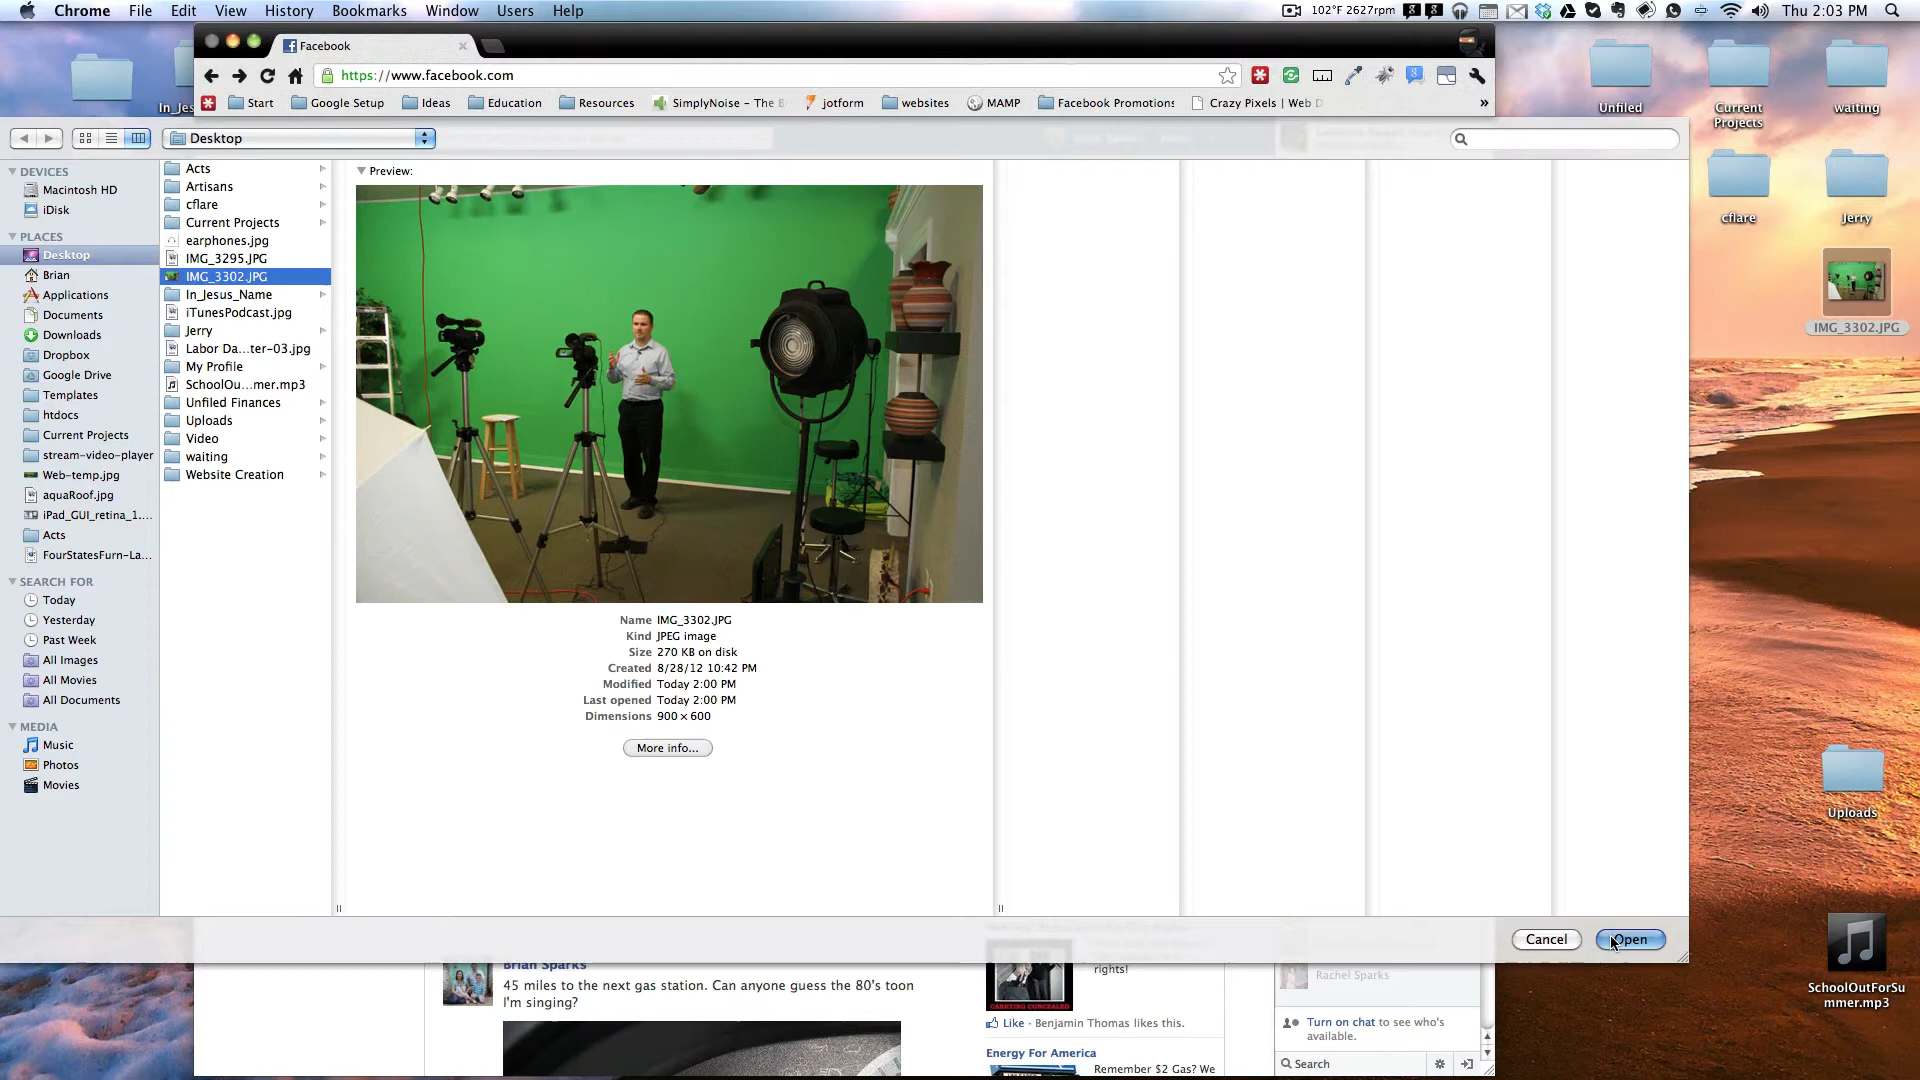 Chrome File Edit View History Bookmarks Window Users Help
102°F 2627rpm
Thu 2:03 PM
Facebook
https://www.facebook.com
Start
Google Setup
Ideas
Education
Resources
SimplyNoise – The B
jotform
websites
MAMP
Facebook Promotions
Crazy Pixels | Web D
»
Desktop
DEVICES
Macintosh HD
iDisk
PLACES
Desktop
Brian
Applications
Documents
Downloads
Dropbox
Google Drive
Templates
htdocs
Current Projects
stream-video-player
Web-temp.jpg
aquaRoof.jpg
iPad_GUI_retina_1....
Acts
FourStatesFurn-La...
SEARCH FOR
Today
Yesterday
Past Week
All Images
All Movies
All Documents
MEDIA
Music
Photos
Movies
Acts
Artisans
cflare
Current Projects
earphones.jpg
IMG_3295.JPG
IMG_3302.JPG
In_Jesus_Name
iTunesPodcast.jpg
Jerry
Labor Da...ter-03.jpg
My Profile
SchoolOu...mer.mp3
Unfiled Finances
Uploads
Video
waiting
Website Creation
Preview:
Name IMG_3302.JPG
Kind JPEG image
Size 270 KB on disk
Created 8/28/12 10:42 PM
Modified Today 2:00 PM
Last opened Today 2:00 PM
Dimensions 900 × 600
More info...
Cancel
Open
Brian Sparks
45 miles to the next gas station. Can anyone guess the 80's toon
I'm singing?
rights!
CARRYING CONCEALED
Like · Benjamin Thomas likes this.
Energy For America
Remember $2 Gas? We
Rachel Sparks
Turn on chat to see who's
available.
Search
In_Jes
Unfiled
Current
Projects
waiting
cflare
Jerry
IMG_3302.JPG
Uploads
SchoolOutForSu
mmer.mp3